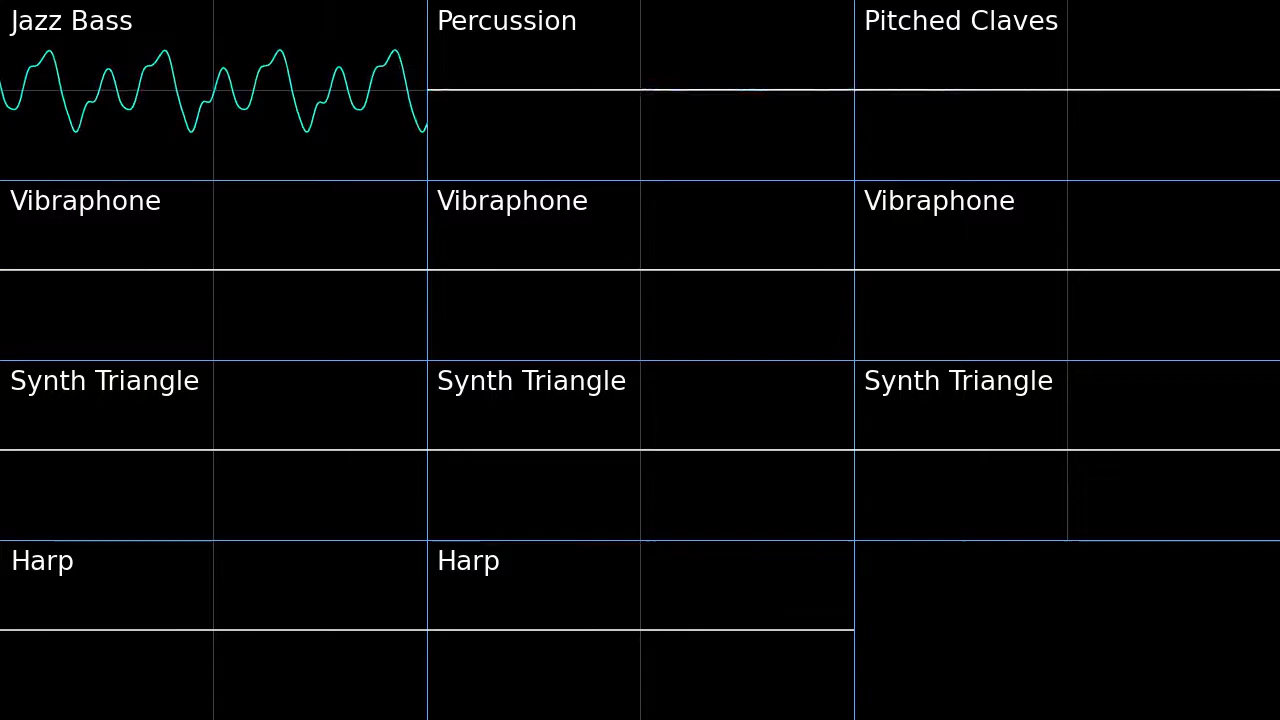 Jazz Bass
Percussion
Pitched Claves
Vibraphone
Vibraphone
Vibraphone
Synth Triangle
Synth Triangle
Synth Triangle
Harp
Harp